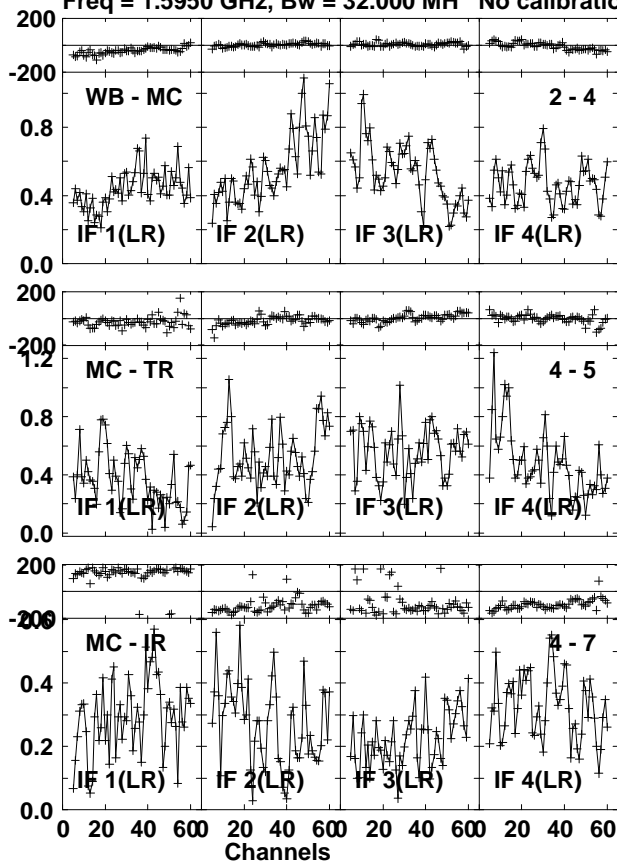 Freq = 1.5950 GHz, Bw = 32.000 MH No calibratio
200
-200
WB - MC
2 - 4
0.8
0.4
0.0
IF 1(LR) IF 2(LR) IF 3(LR) IF 4(LR)
200
-200
1.2
MC - TR
4 - 5
0.8
0.4
0.0
IF 1(LR) IF 2(LR) IF 3(LR) IF 4(LR)
200
-200
0.6
MC - IR
4 - 7
0.4
0.2
0.0
IF 1(LR) IF 2(LR) IF 3(LR) IF 4(LR)
0 20 40 60 0 20 40 60 0 20 40 60 0 20 40 60
Channels